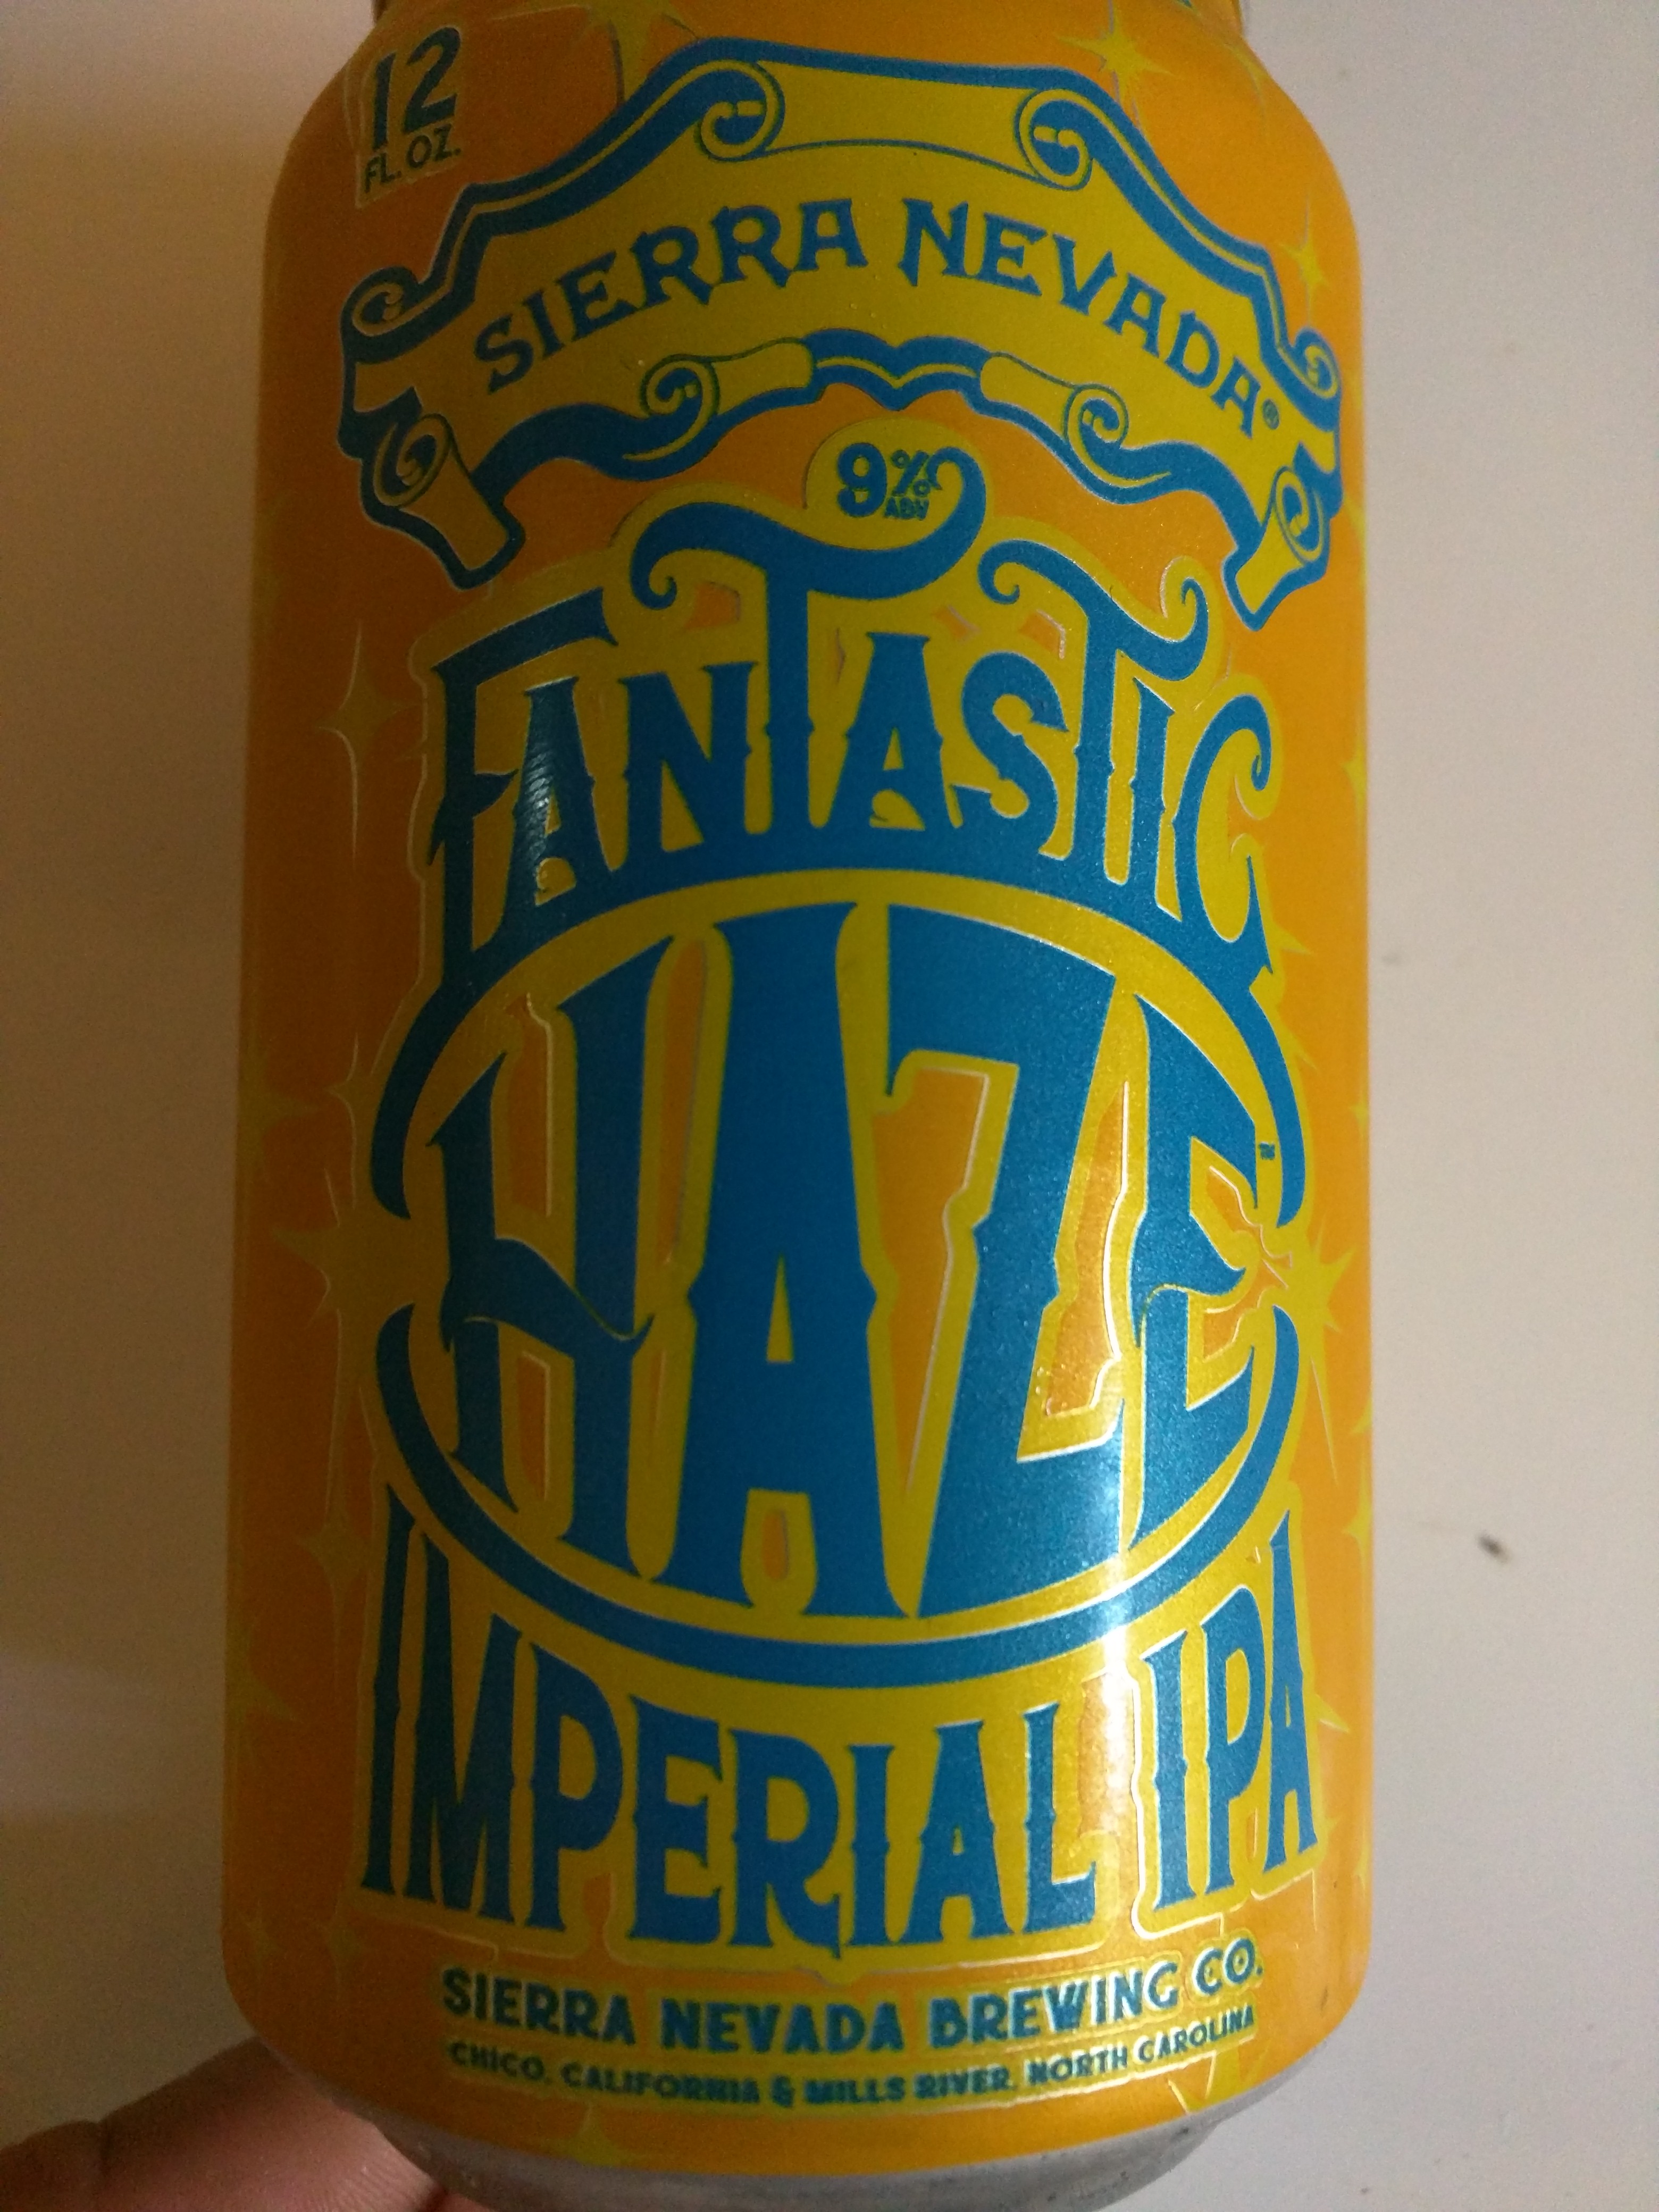 12
FL. OZ.
SIERRA NEVADA®
9% ABV
FANTASTIC
HAZE™
IMPERIAL IPA
SIERRA NEVADA BREWING CO.
CHICO, CALIFORNIA & MILLS RIVER, NORTH CAROLINA